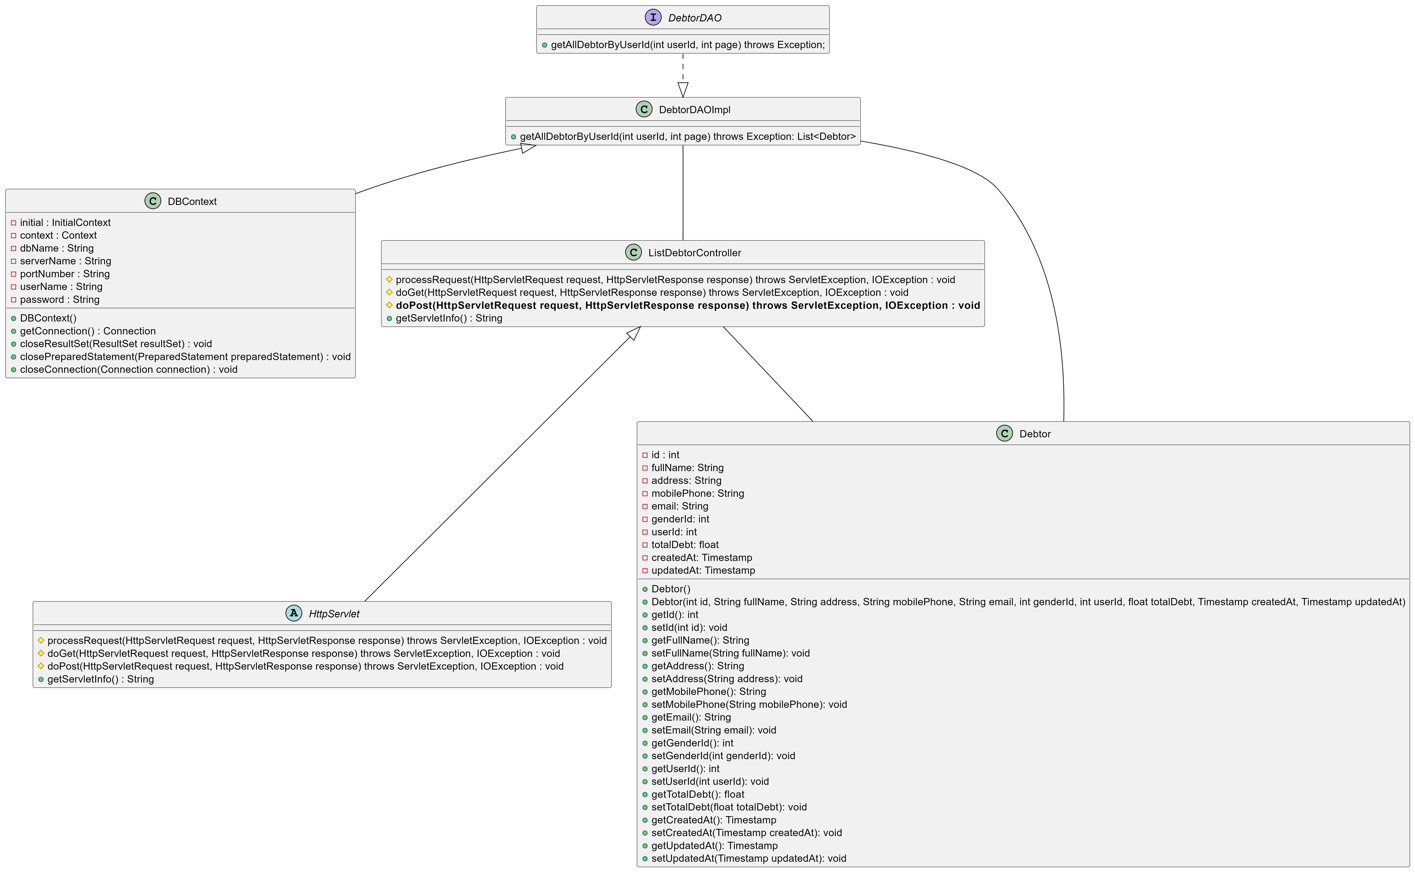 I DebtorDAO
getAllDebtorByUserId(int userId, int page) throws Exception;
C DebtorDAOImpl
getAllDebtorByUserId(int userId, int page) throws Exception: List<Debtor>
C DBContext
initial : InitialContext
context : Context
dbName : String
serverName : String
portNumber : String
userName : String
password : String
DBContext()
getConnection() : Connection
closeResultSet(ResultSet resultSet) : void
closePreparedStatement(PreparedStatement preparedStatement) : void
closeConnection(Connection connection) : void
C ListDebtorController
processRequest(HttpServletRequest request, HttpServletResponse response) throws ServletException, IOException : void
doGet(HttpServletRequest request, HttpServletResponse response) throws ServletException, IOException : void
doPost(HttpServletRequest request, HttpServletResponse response) throws ServletException, IOException : void
getServletInfo() : String
A HttpServlet
processRequest(HttpServletRequest request, HttpServletResponse response) throws ServletException, IOException : void
doGet(HttpServletRequest request, HttpServletResponse response) throws ServletException, IOException : void
doPost(HttpServletRequest request, HttpServletResponse response) throws ServletException, IOException : void
getServletInfo() : String
C Debtor
id : int
fullName: String
address: String
mobilePhone: String
email: String
genderId: int
userId: int
totalDebt: float
createdAt: Timestamp
updatedAt: Timestamp
Debtor()
Debtor(int id, String fullName, String address, String mobilePhone, String email, int genderId, int userId, float totalDebt, Timestamp createdAt, Timestamp updatedAt)
getId(): int
setId(int id): void
getFullName(): String
setFullName(String fullName): void
getAddress(): String
setAddress(String address): void
getMobilePhone(): String
setMobilePhone(String mobilePhone): void
getEmail(): String
setEmail(String email): void
getGenderId(): int
setGenderId(int genderId): void
getUserId(): int
setUserId(int userId): void
getTotalDebt(): float
setTotalDebt(float totalDebt): void
getCreatedAt(): Timestamp
setCreatedAt(Timestamp createdAt): void
getUpdatedAt(): Timestamp
setUpdatedAt(Timestamp updatedAt): void